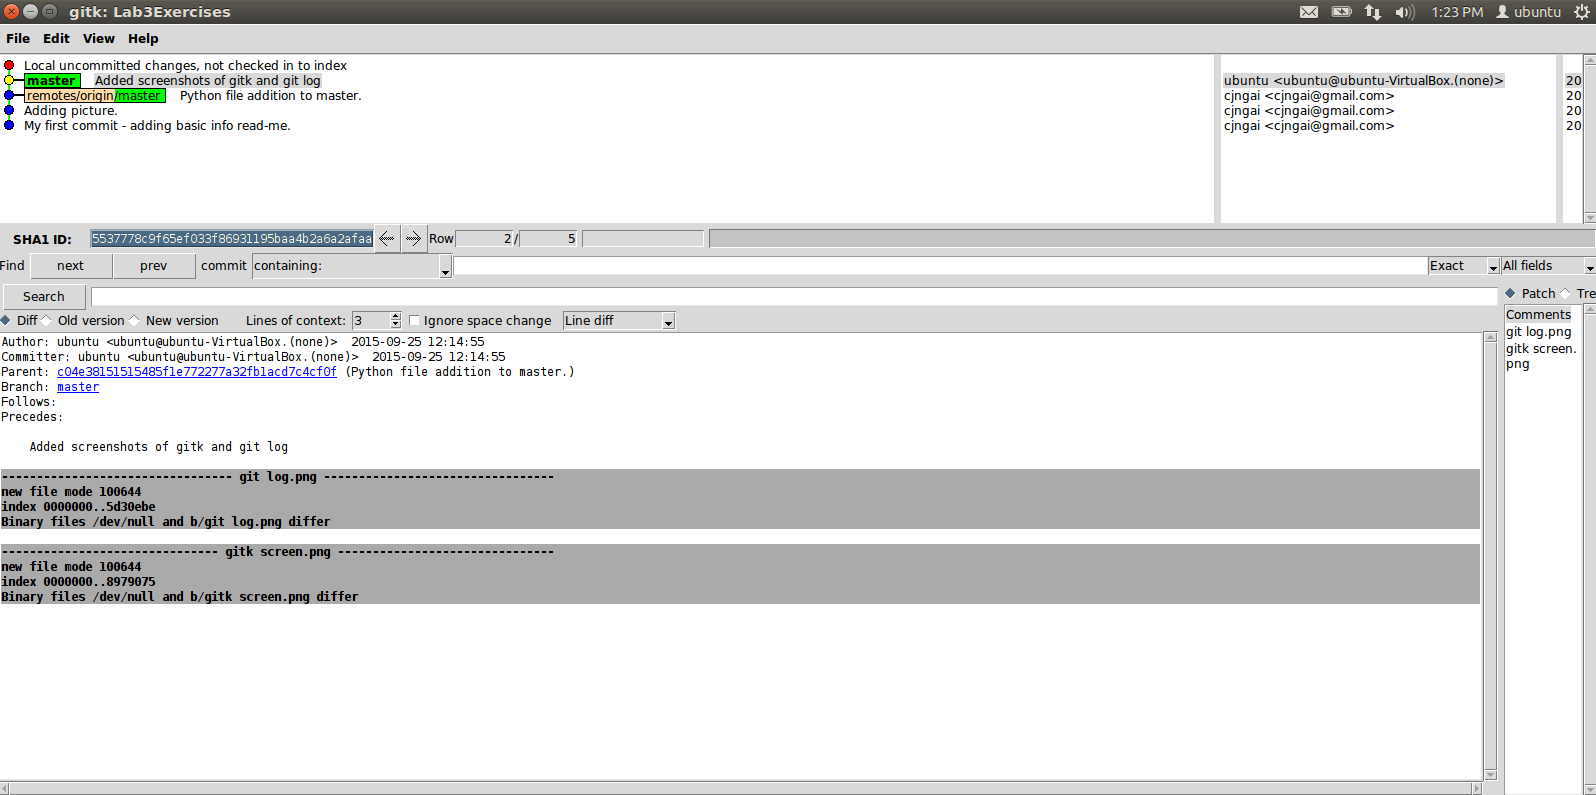 gitk: Lab3Exercises
1:23 PM ubuntu
File Edit View Help
Local uncommitted changes, not checked in to index
master Added screenshots of gitk and git log ubuntu <ubuntu@ubuntu-VirtualBox.(none)> 20
remotes/origin/master Python file addition to master. cjngai <cjngai@gmail.com> 20
Adding picture. cjngai <cjngai@gmail.com> 20
My first commit - adding basic info read-me. cjngai <cjngai@gmail.com> 20
SHA1 ID: 5537778c9f65ef033f86931195baa4b2a6a2afaa Row 2 / 5
Find next prev commit containing: Exact All fields
Search
Patch Tre
Diff Old version New version Lines of context: 3 Ignore space change Line diff
Comments
git log.png
gitk screen.
png
Author: ubuntu <ubuntu@ubuntu-VirtualBox.(none)> 2015-09-25 12:14:55
Committer: ubuntu <ubuntu@ubuntu-VirtualBox.(none)> 2015-09-25 12:14:55
Parent: c04e38151515485f1e772277a32fb1acd7c4cf0f (Python file addition to master.)
Branch: master
Follows:
Precedes:
Added screenshots of gitk and git log
--------------------------------- git log.png ---------------------------------
new file mode 100644
index 0000000..5d30ebe
Binary files /dev/null and b/git log.png differ
------------------------------- gitk screen.png -------------------------------
new file mode 100644
index 0000000..8979075
Binary files /dev/null and b/gitk screen.png differ